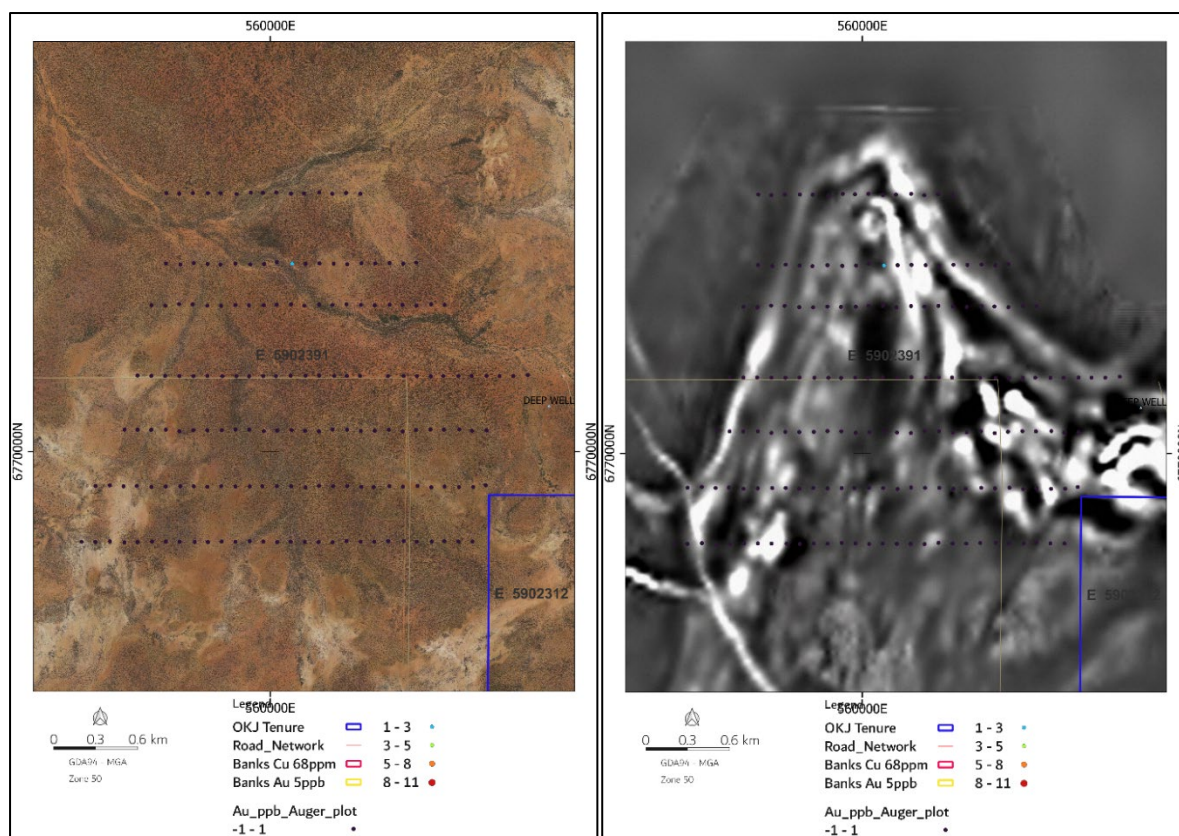 560000E
E 5902391
DEEP WELL
6770000N
6770000N
E 5902312
560000E
Legend
OKJ Tenure
1 - 3
0 0.3 0.6 km
Road_Network
3 - 5
GDA94 - MGA
Banks Cu 68ppm
5 - 8
Zone 50
Banks Au 5ppb
8 - 11
Au_ppb_Auger_plot
-1 - 1
560000E
E 5902391
WELL
6770000N
560000E
Legend
OKJ Tenure
1 - 3
0 0.3 0.6 km
Road_Network
3 - 5
GDA94 - MGA
Banks Cu 68ppm
5 - 8
Zone 50
Banks Au 5ppb
8 - 11
Au_ppb_Auger_plot
-1 - 1